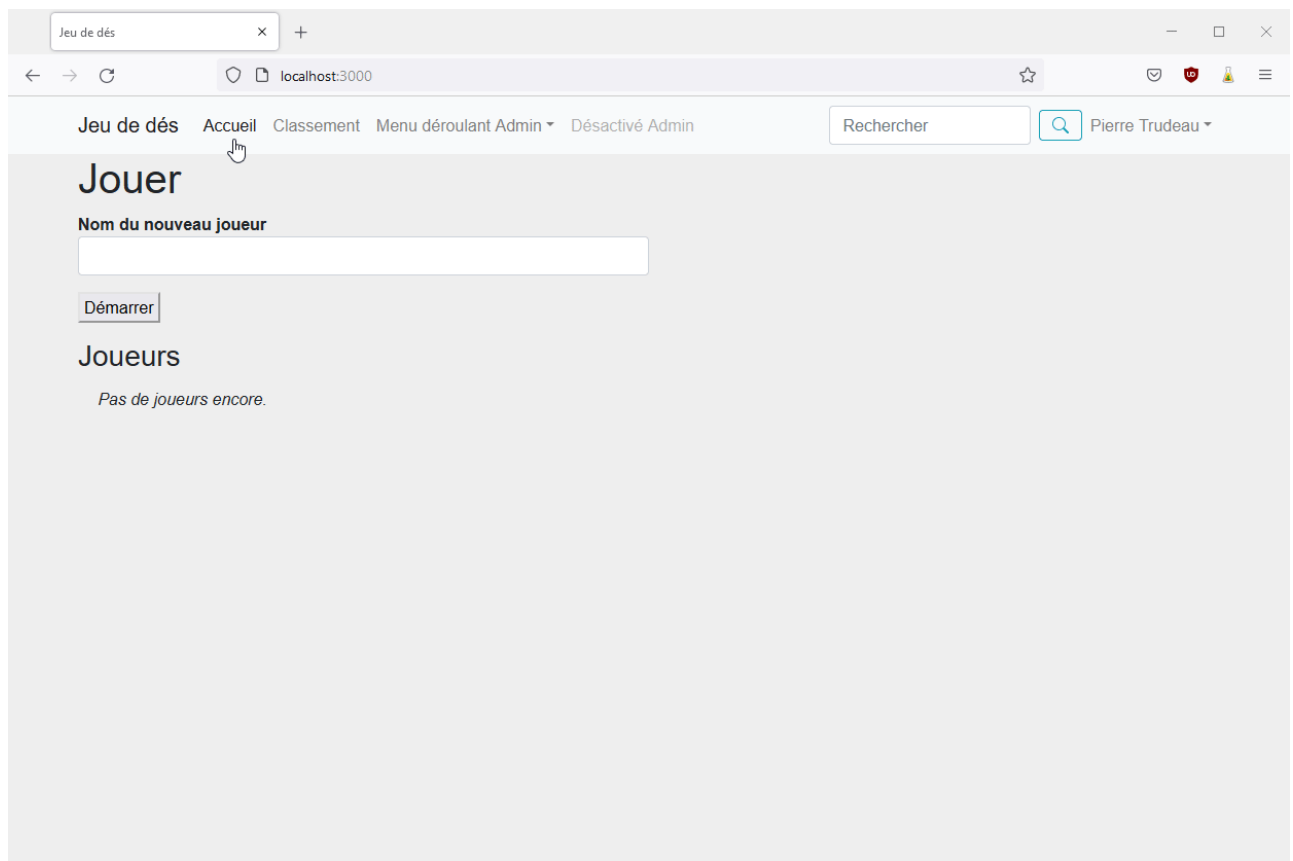 Jeu de dés
localhost:3000
Jeu de dés Accueil Classement Menu déroulant Admin Désactivé Admin Rechercher Pierre Trudeau
Jouer
Nom du nouveau joueur
Démarrer
Joueurs
Pas de joueurs encore.